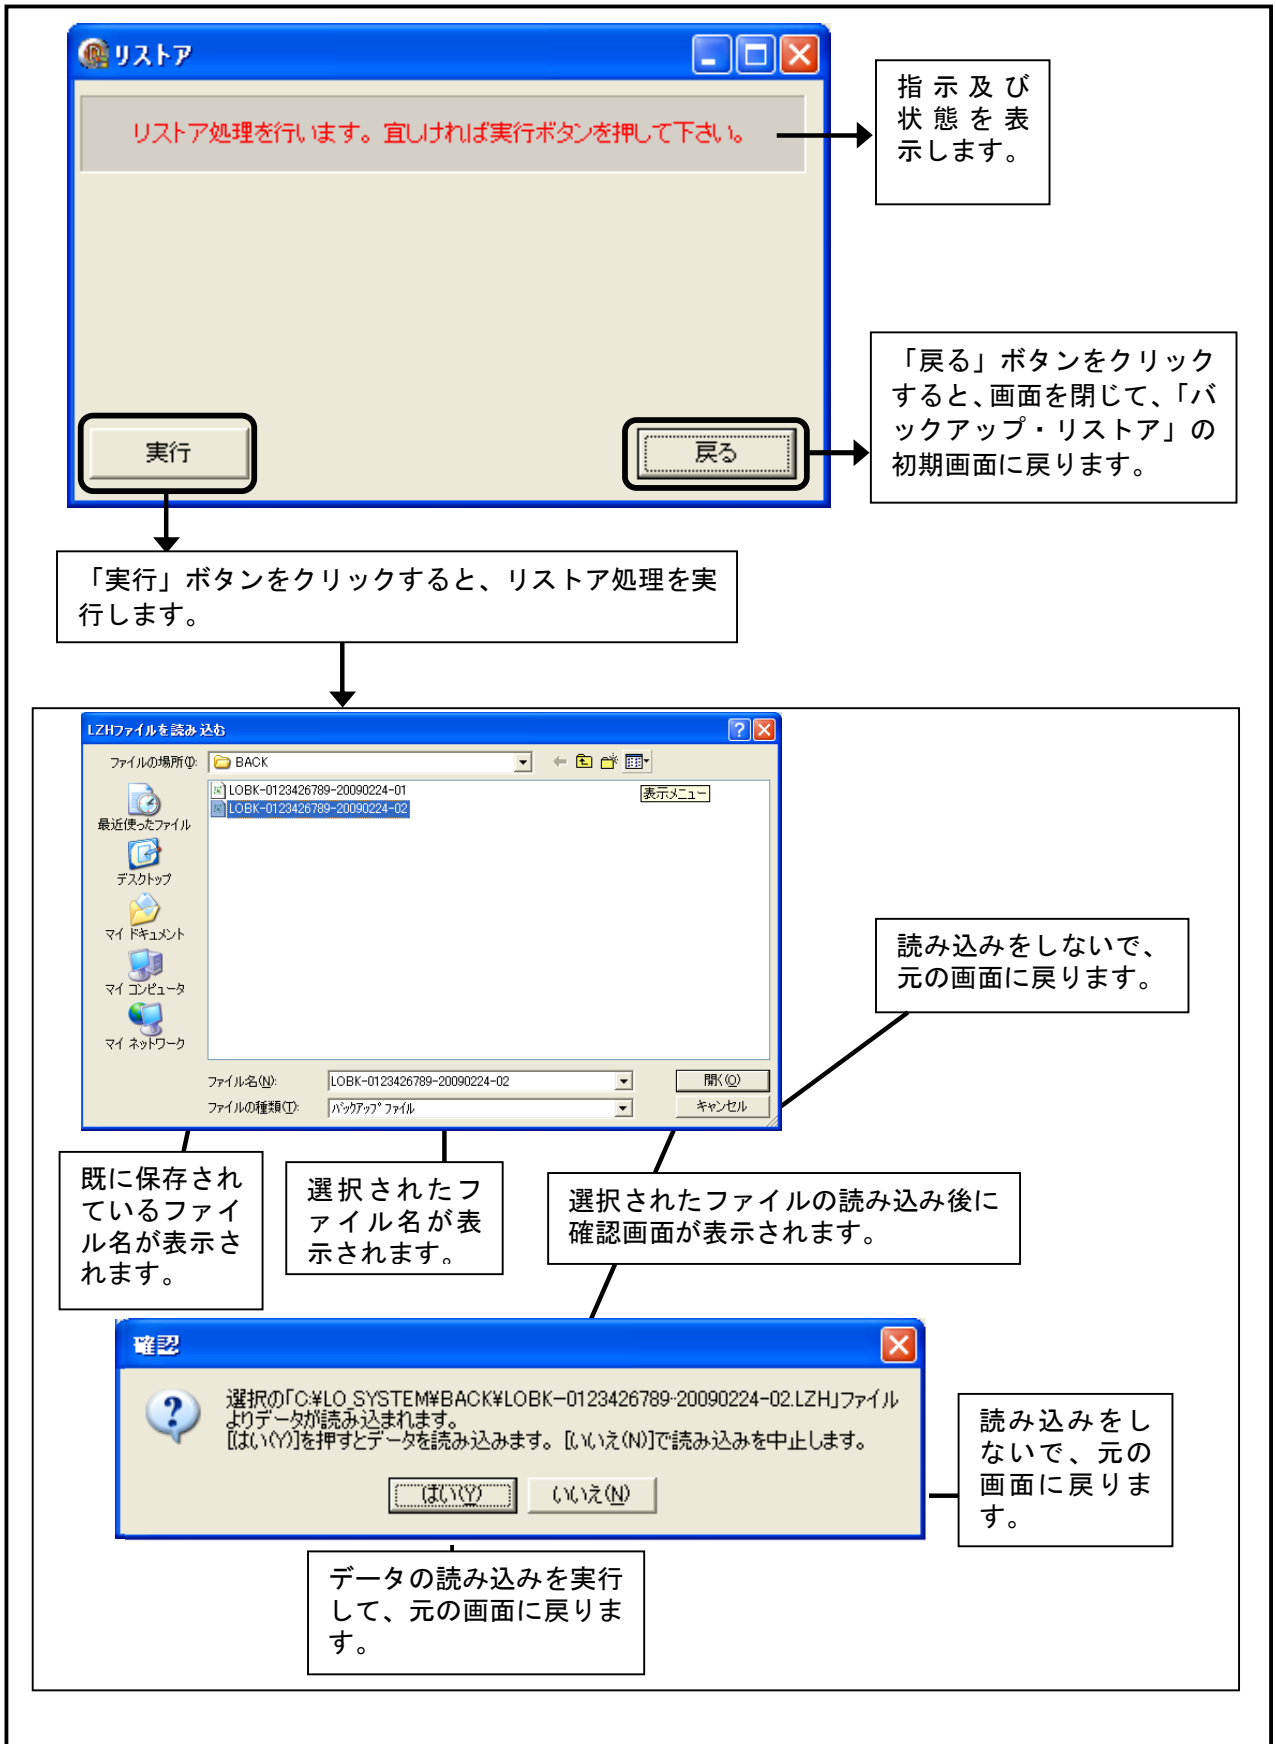 リストア
リストア処理を行います。宜しければ実行ボタンを押して下さい。
指示及び
状態を表
示します。
実行
戻る
「戻る」ボタンをクリック
すると、画面を閉じて、「バ
ックアップ・リストア」の
初期画面に戻ります。
「実行」ボタンをクリックすると、リストア処理を実
行します。
LZHファイルを読み込む
ファイルの場所(I):
BACK
LOBK-0123426789-20090224-01
LOBK-0123426789-20090224-02
表示メニュー
最近使ったファイル
デスクトップ
マイ ドキュメント
マイ コンピュータ
マイ ネットワーク
ファイル名(N):
LOBK-0123426789-20090224-02
開く(O)
ファイルの種類(T):
バックアップファイル
キャンセル
読み込みをしないで、
元の画面に戻ります。
既に保存され
ているファイ
ル名が表示さ
れます。
選択されたフ
ァイル名が表
示されます。
選択されたファイルの読み込み後に
確認画面が表示されます。
確認
選択の「C:¥LO_SYSTEM¥BACK¥LOBK-0123426789-20090224-02.LZH」ファイル
よりデータが読み込まれます。
[はい(Y)]を押すとデータを読み込みます。[いいえ(N)]で読み込みを中止します。
はい(Y)
いいえ(N)
読み込みをし
ないで、元の
画面に戻りま
す。
データの読み込みを実行
して、元の画面に戻りま
す。